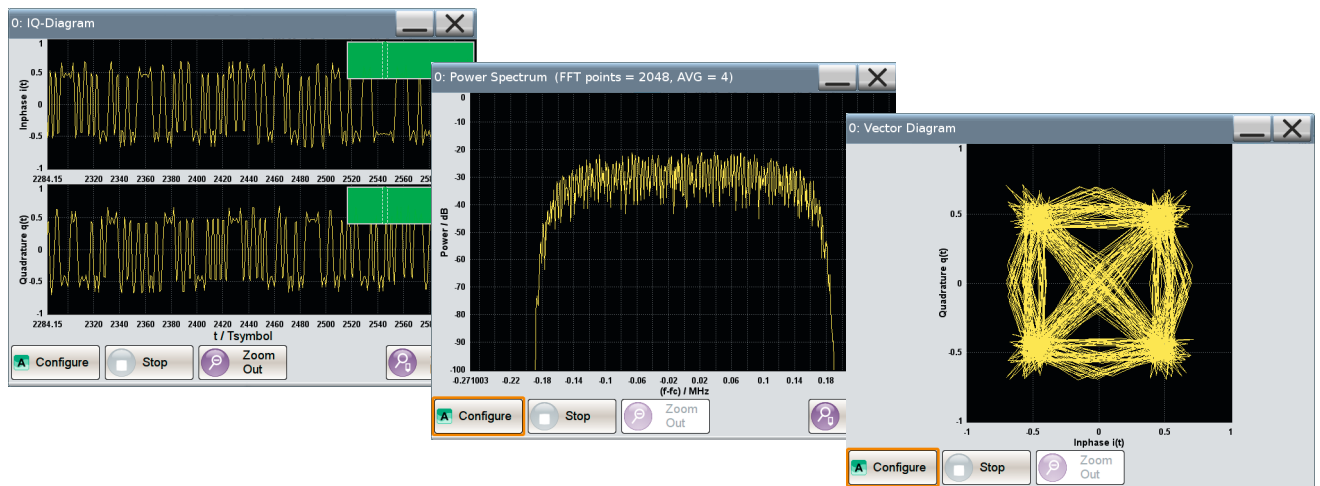 0: IQ-Diagram
1
0.5
0
-0.5
-1
Inphase i(t)
2284.15 2320 2340 2360 2380 2400 2420 2440 2460 2480 2500 2520 2540 2560
1
0.5
0
-0.5
-1
Quadrature q(t)
2284.15 2320 2340 2360 2380 2400 2420 2440 2460 2480 2500 2520 2540 2560
t / Tsymbol
A Configure
Stop
Zoom
Out
0: Power Spectrum (FFT points = 2048, AVG = 4)
0
-10
-20
-30
-40
-50
-60
-70
-80
-90
-100
Power / dB
-0.271003 -0.22 -0.18 -0.14 -0.1 -0.06 -0.02 0.02 0.06 0.1 0.14 0.18
(f-fc) / MHz
A Configure
Stop
Zoom
Out
0: Vector Diagram
1
0.5
0
-0.5
-1
Quadrature q(t)
-1 -0.5 0 0.5 1
Inphase i(t)
A Configure
Stop
Zoom
Out